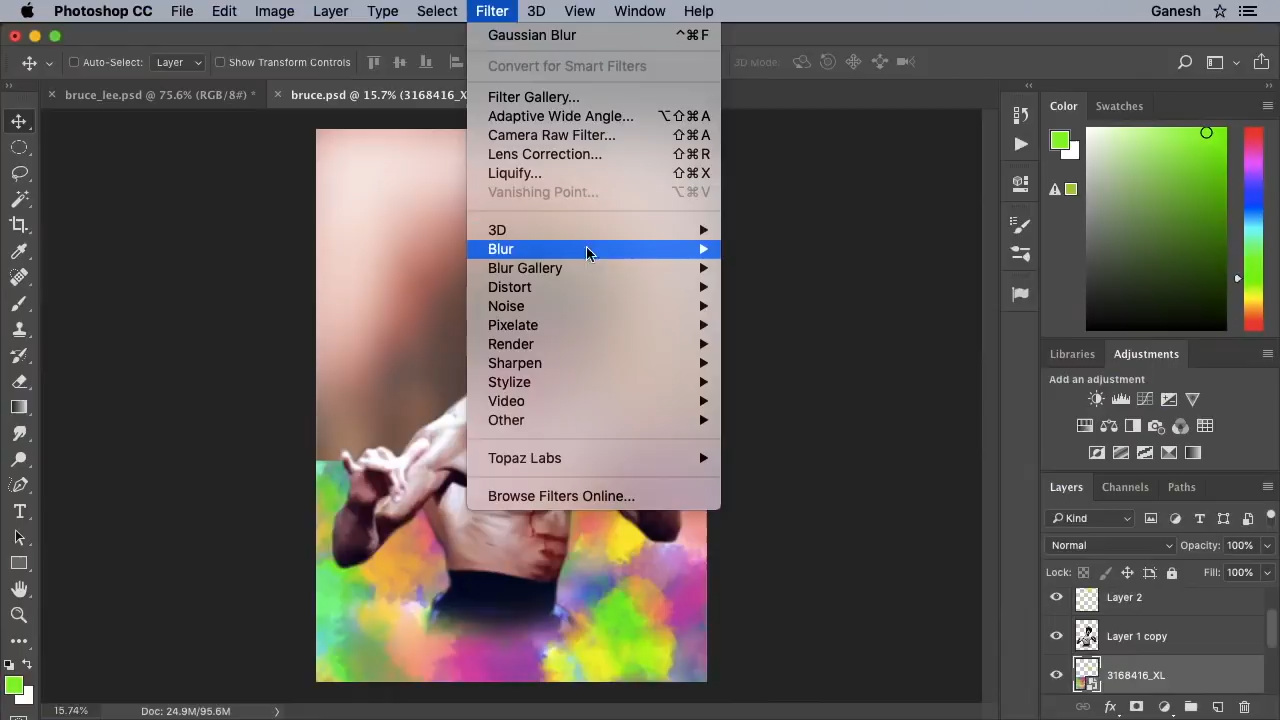 Photoshop CC File Edit Image Layer Type Select Filter 3D View Window Help Ganesh
Auto-Select: Layer Show Transform Controls 3D Mode:
bruce_lee.psd @ 75.6% (RGB/8#) * bruce.psd @ 15.7% (3168416_X
Gaussian Blur ^⌘F
Convert for Smart Filters
Filter Gallery...
Adaptive Wide Angle... ⌥⇧⌘A
Camera Raw Filter... ⇧⌘A
Lens Correction... ⇧⌘R
Liquify... ⇧⌘X
Vanishing Point... ⌥⌘V
3D
Blur
Blur Gallery
Distort
Noise
Pixelate
Render
Sharpen
Stylize
Video
Other
Topaz Labs
Browse Filters Online...
Color Swatches
Libraries Adjustments
Add an adjustment
Layers Channels Paths
Kind
Normal Opacity: 100%
Lock: Fill: 100%
Layer 2
Layer 1 copy
3168416_XL
fx
15.74% Doc: 24.9M/95.6M